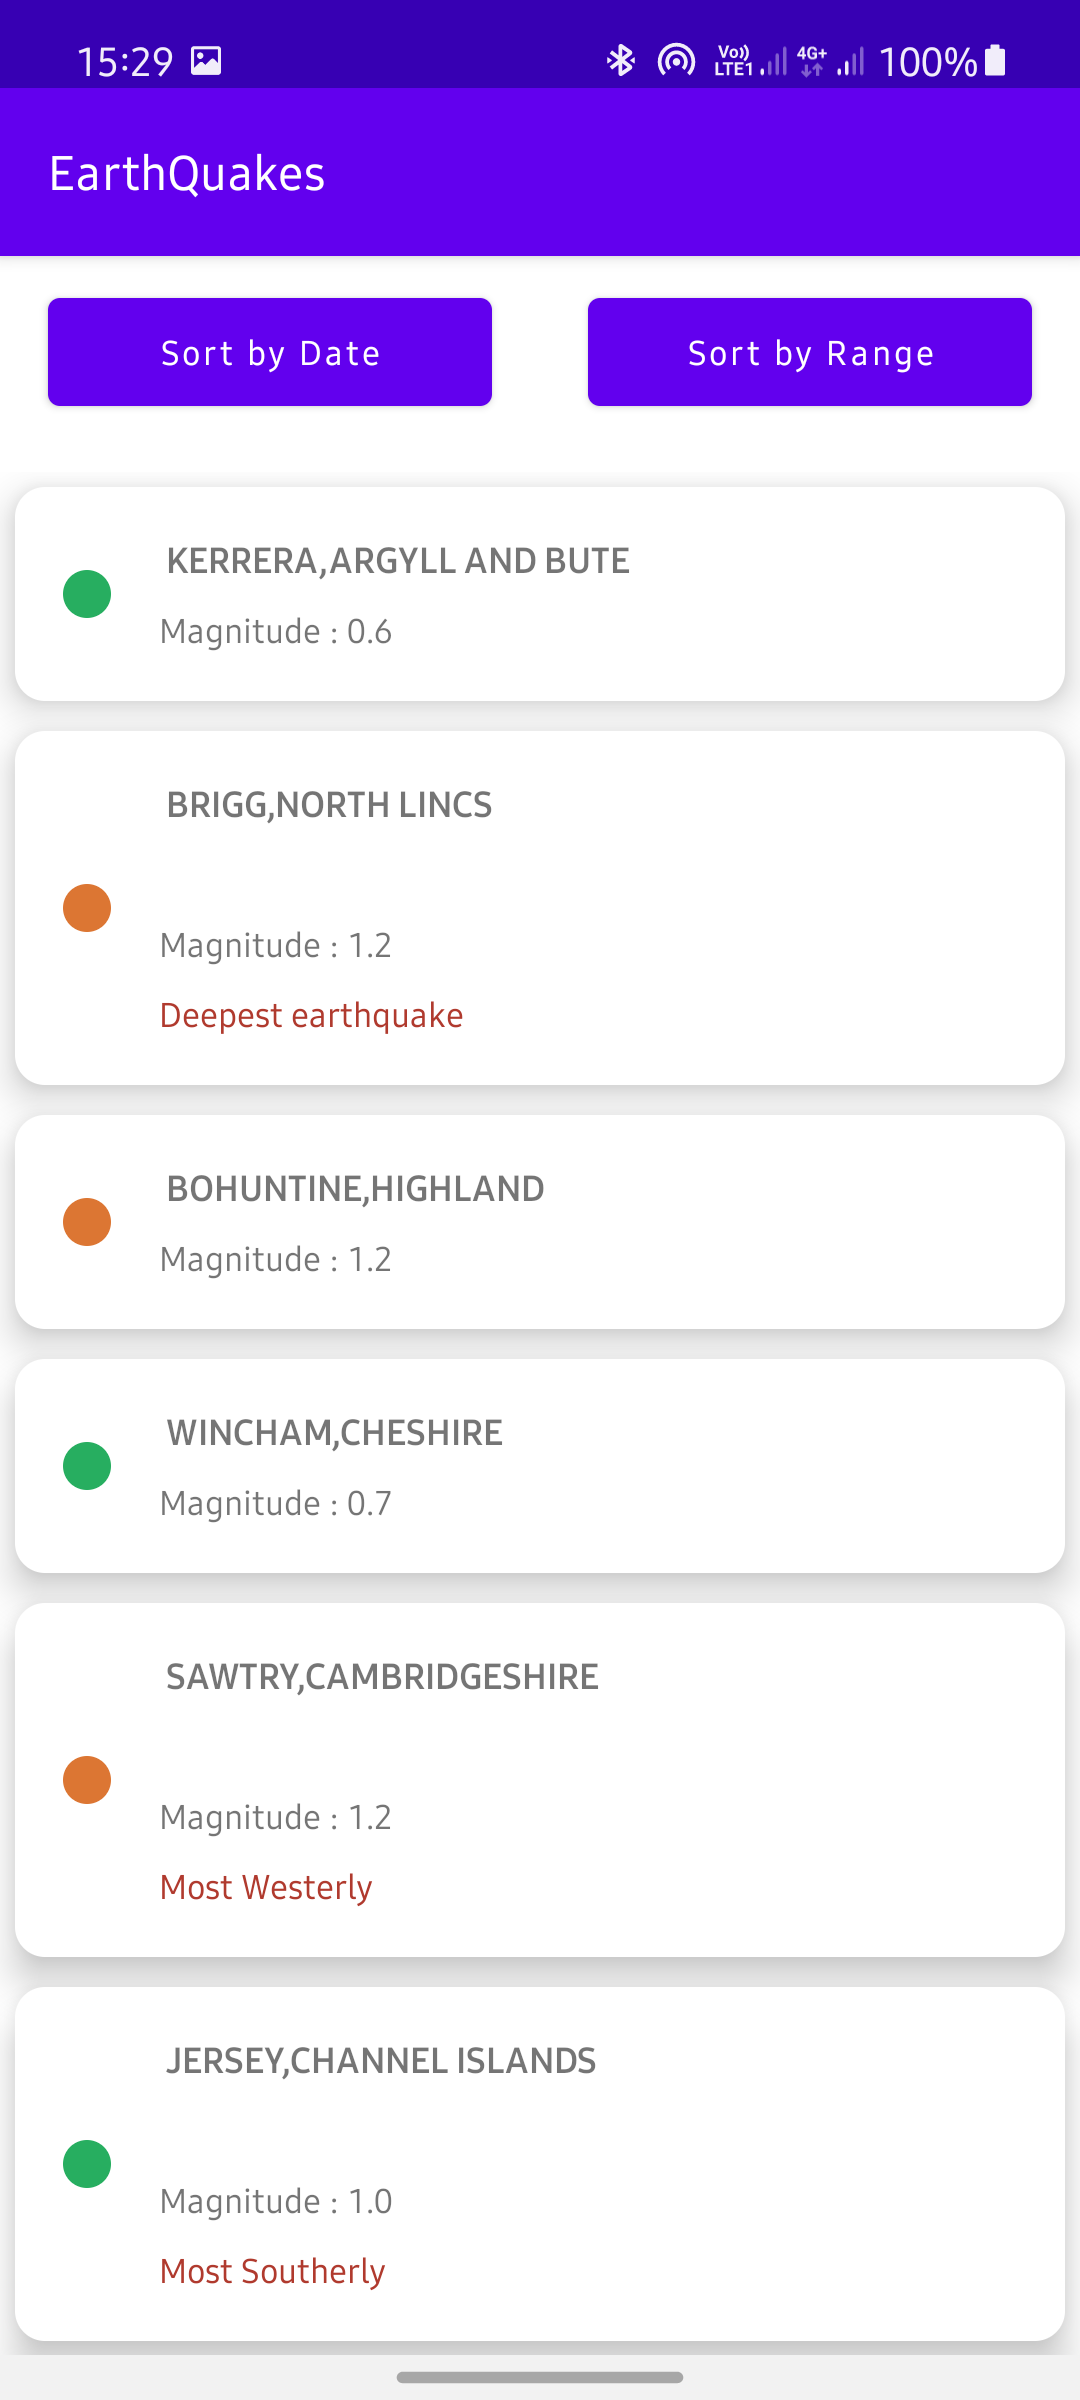 15:29
Vo)) LTE1 4G+ 100%
EarthQuakes
Sort by Date
Sort by Range
KERRERA,ARGYLL AND BUTE
Magnitude : 0.6
BRIGG,NORTH LINCS
Magnitude : 1.2
Deepest earthquake
BOHUNTINE,HIGHLAND
Magnitude : 1.2
WINCHAM,CHESHIRE
Magnitude : 0.7
SAWTRY,CAMBRIDGESHIRE
Magnitude : 1.2
Most Westerly
JERSEY,CHANNEL ISLANDS
Magnitude : 1.0
Most Southerly